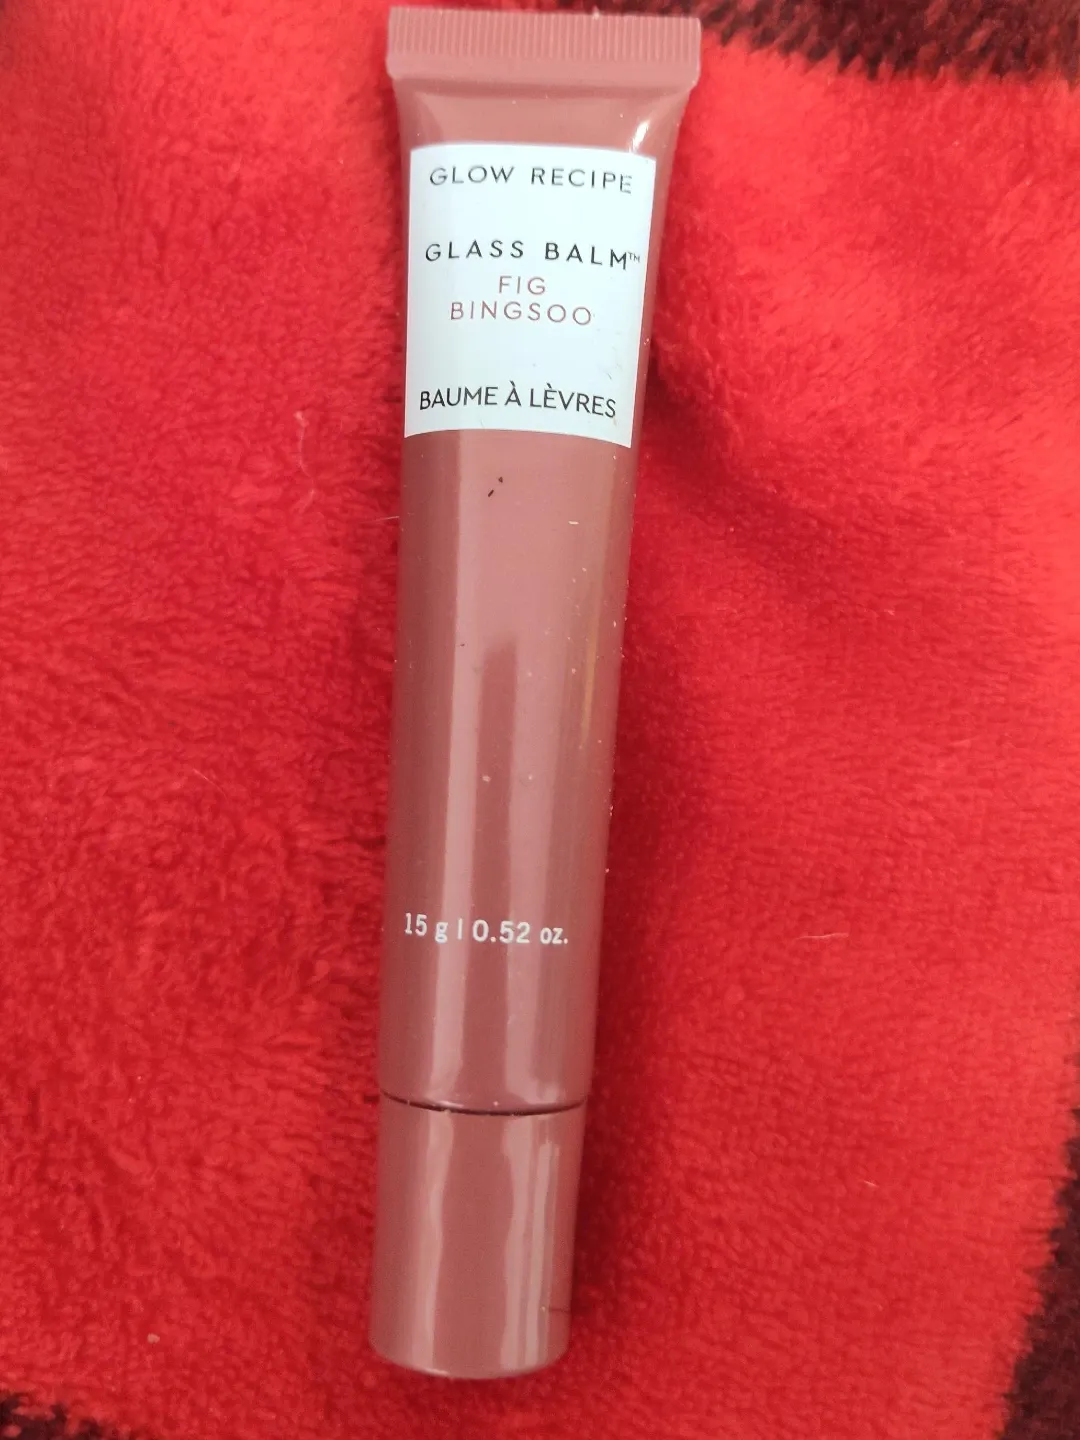 GLOW RECIPE
GLASS BALM™
FIG
BINGSOO
BAUME À LÈVRES
15 g | 0.52 oz.